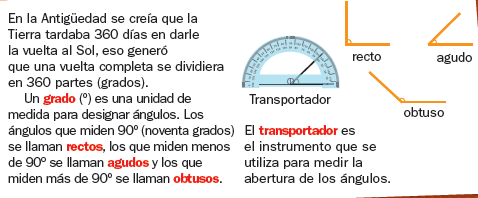 En la Antigüedad se creía que la
Tierra tardaba 360 días en darle
la vuelta al Sol, eso generó
que una vuelta completa se dividiera
en 360 partes (grados).
Un grado (º) es una unidad de
medida para designar ángulos. Los
ángulos que miden 90º (noventa grados)
se llaman rectos, los que miden menos
de 90º se llaman agudos y los que
miden más de 90º se llaman obtusos.
Transportador
recto
agudo
obtuso
El transportador es
el instrumento que se
utiliza para medir la
abertura de los ángulos.